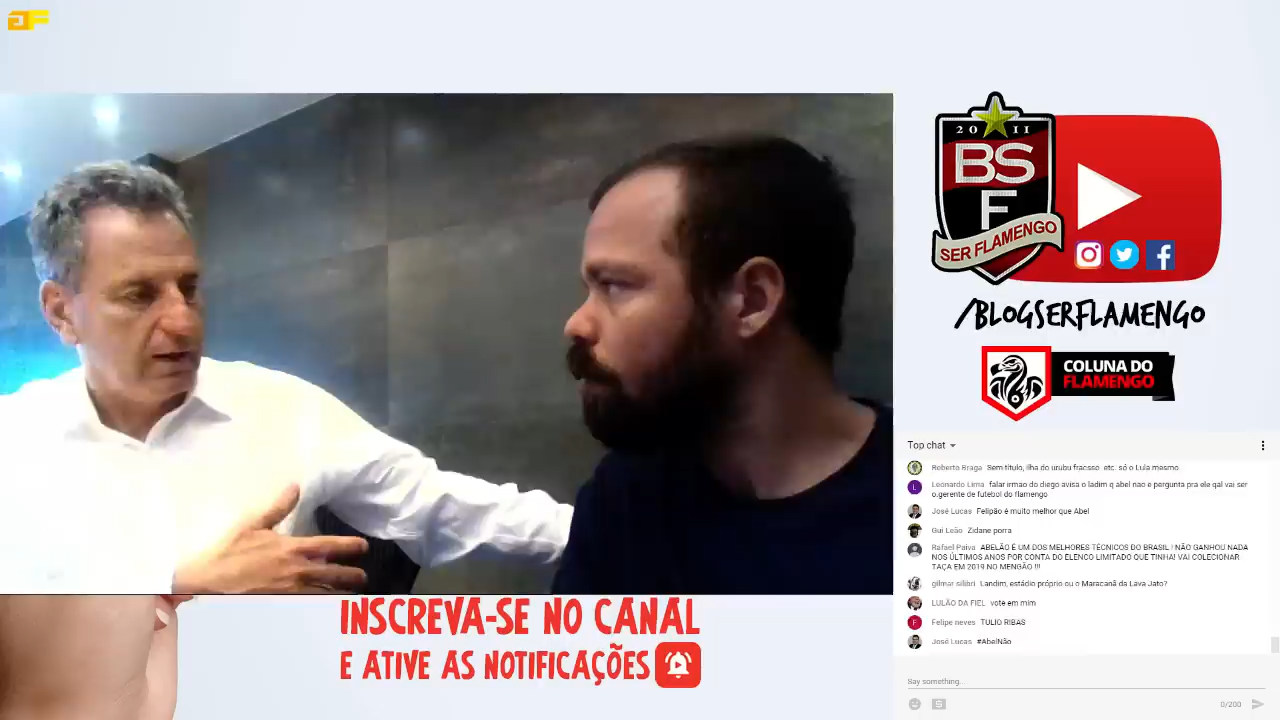 GF
2011
BS
F
SER FLAMENGO
/BLOGSERFLAMENGO
COLUNA DO
FLAMENGO
Top chat
Roberto Braga Sem título, ilha do urubu fracsso etc. só o Lula mesmo
L
Leonardo Lima falar irmao do diego avisa o ladim q abel nao e pergunta pra ele qal vai ser
o.gerente de futebol do flamengo
José Lucas Felipão é muito melhor que Abel
Gui Leão Zidane porra
Rafael Paiva ABELÃO É UM DOS MELHORES TÉCNICOS DO BRASIL ! NÃO GANHOU NADA
NOS ÚLTIMOS ANOS POR CONTA DO ELENCO LIMITADO QUE TINHA! VAI COLECIONAR
TAÇA EM 2019 NO MENGÃO !!!
gilmar sillibri Landim, estádio próprio ou o Maracanã da Lava Jato?
LULÃO DA FIEL vote em mim
F
Felipe neves TULIO RIBAS
José Lucas #AbelNão
Say something...
0/200
INSCREVA-SE NO CANAL
E ATIVE AS NOTIFICAÇÕES